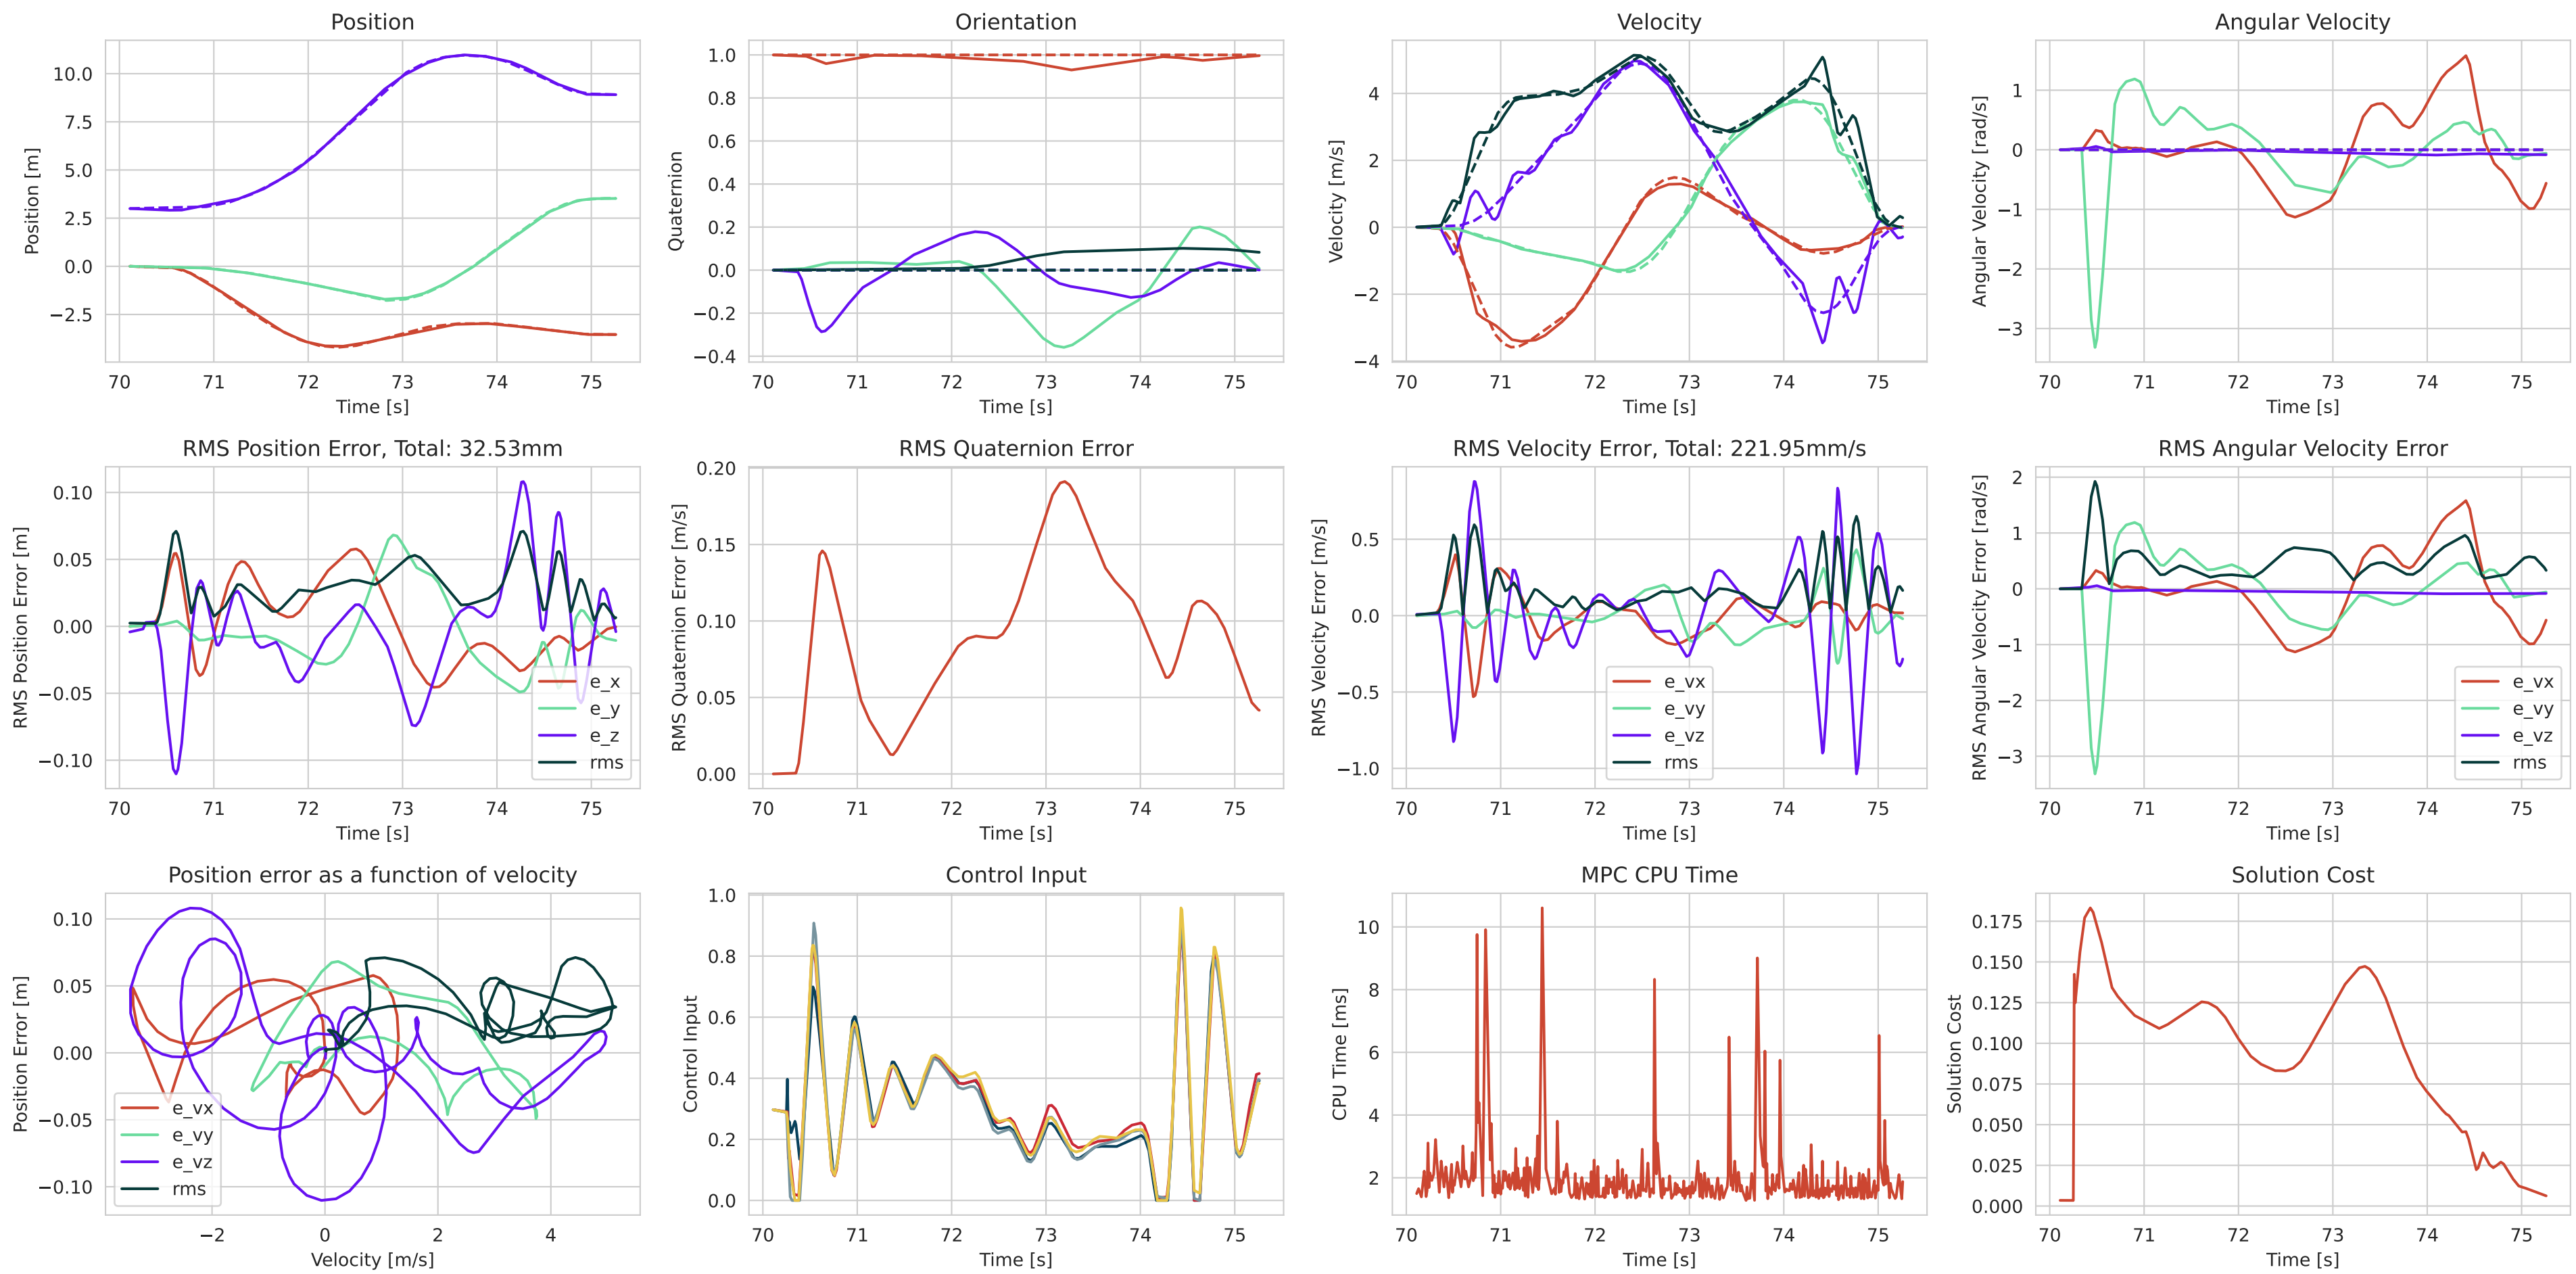 Position
Position [m]
10.0
7.5
5.0
2.5
0.0
−2.5
70 71 72 73 74 75
Time [s]
Orientation
Quaternion
1.0
0.8
0.6
0.4
0.2
0.0
−0.2
−0.4
70 71 72 73 74 75
Time [s]
Velocity
Velocity [m/s]
4
2
0
−2
−4
70 71 72 73 74 75
Time [s]
Angular Velocity
Angular Velocity [rad/s]
1
0
−1
−2
−3
70 71 72 73 74 75
Time [s]
RMS Position Error, Total: 32.53mm
RMS Position Error [m]
0.10
0.05
0.00
−0.05
−0.10
e_x
e_y
e_z
rms
70 71 72 73 74 75
Time [s]
RMS Quaternion Error
RMS Quaternion Error [m/s]
0.20
0.15
0.10
0.05
0.00
70 71 72 73 74 75
Time [s]
RMS Velocity Error, Total: 221.95mm/s
RMS Velocity Error [m/s]
0.5
0.0
−0.5
−1.0
e_vx
e_vy
e_vz
rms
70 71 72 73 74 75
Time [s]
RMS Angular Velocity Error
RMS Angular Velocity Error [rad/s]
2
1
0
−1
−2
−3
e_vx
e_vy
e_vz
rms
70 71 72 73 74 75
Time [s]
Position error as a function of velocity
Position Error [m]
0.10
0.05
0.00
−0.05
−0.10
e_vx
e_vy
e_vz
rms
−2 0 2 4
Velocity [m/s]
Control Input
Control Input
1.0
0.8
0.6
0.4
0.2
0.0
70 71 72 73 74 75
Time [s]
MPC CPU Time
CPU Time [ms]
10
8
6
4
2
70 71 72 73 74 75
Time [s]
Solution Cost
Solution Cost
0.175
0.150
0.125
0.100
0.075
0.050
0.025
0.000
70 71 72 73 74 75
Time [s]